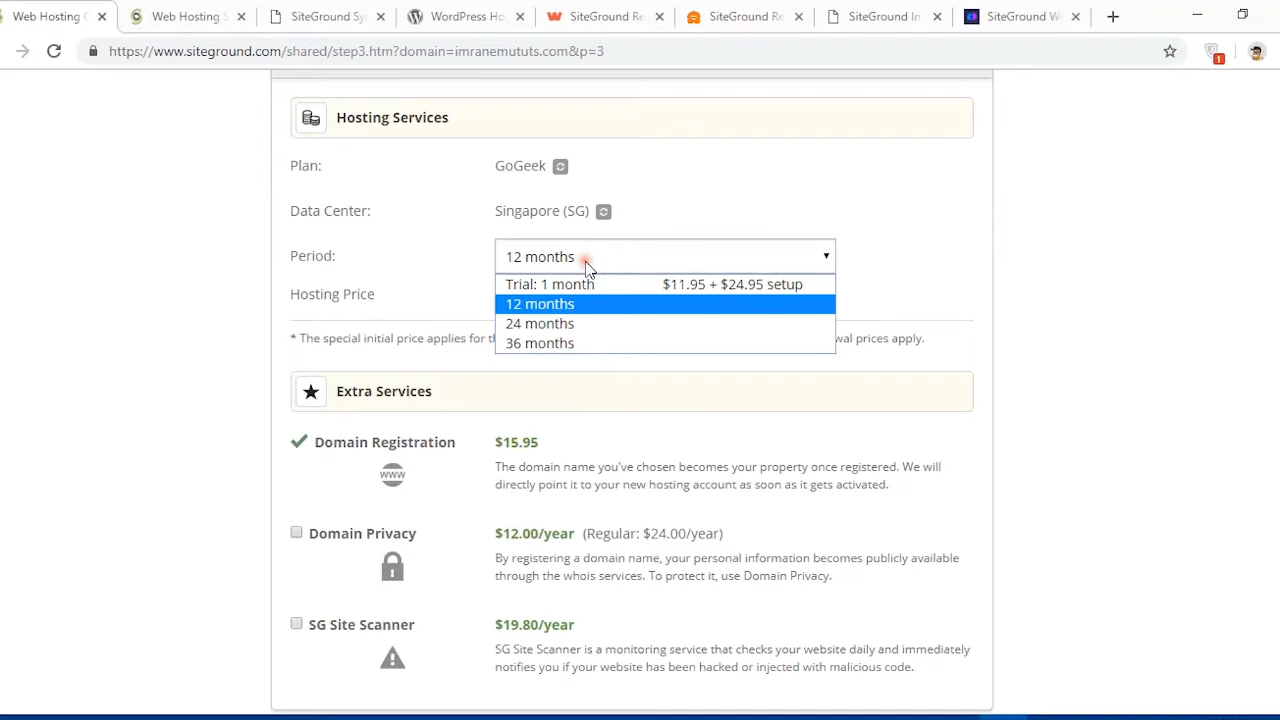 Web Hosting
Web Hosting S
SiteGround Sy
WordPress Ho
SiteGround Re
SiteGround Re
SiteGround In
SiteGround W
https://www.siteground.com/shared/step3.htm?domain=imranemututs.com&p=3
1
Hosting Services
Plan: GoGeek
Data Center: Singapore (SG)
Period: 12 months
Trial: 1 month $11.95 + $24.95 setup
12 months
Hosting Price
24 months
* The special initial price applies for wal prices apply.
36 months
Extra Services
Domain Registration $15.95
www
The domain name you've chosen becomes your property once registered. We will
directly point it to your new hosting account as soon as it gets activated.
Domain Privacy $12.00/year (Regular: $24.00/year)
By registering a domain name, your personal information becomes publicly available
through the whois services. To protect it, use Domain Privacy.
SG Site Scanner $19.80/year
SG Site Scanner is a monitoring service that checks your website daily and immediately
notifies you if your website has been hacked or injected with malicious code.